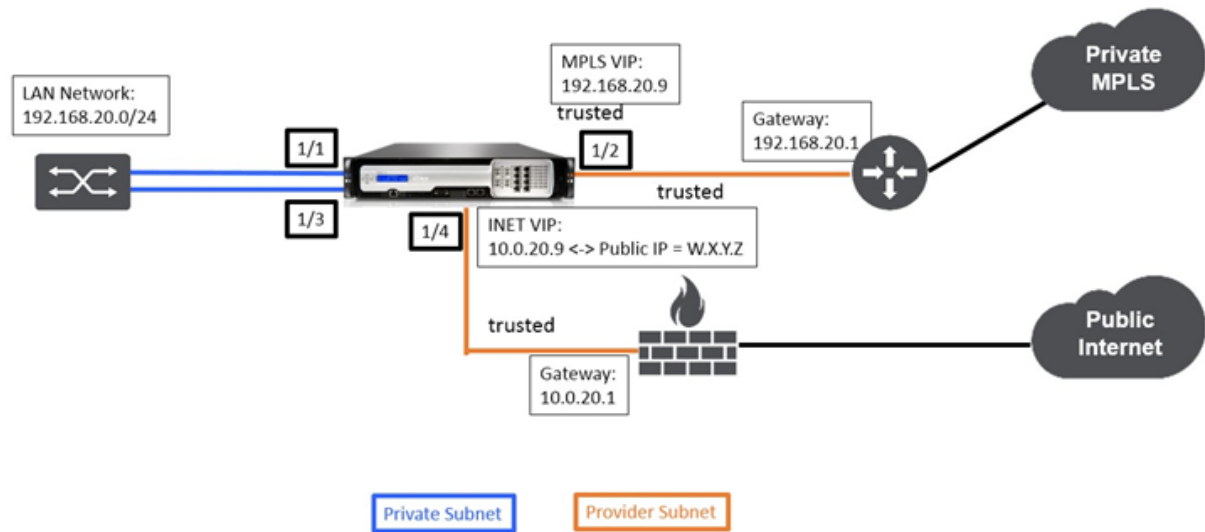 LAN Network:
192.168.20.0/24
1/1
1/3
MPLS VIP:
192.168.20.9
trusted
1/2
trusted
Gateway:
192.168.20.1
Private
MPLS
1/4
INET VIP:
10.0.20.9 <-> Public IP = W.X.Y.Z
trusted
Gateway:
10.0.20.1
Public
Internet
Private Subnet
Provider Subnet